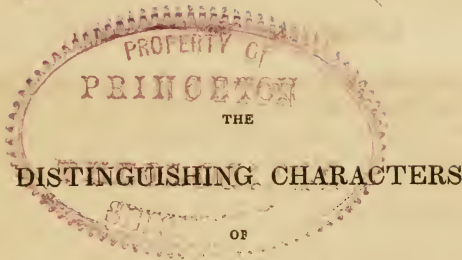 PROPERTY OF
PRINCETON
THE
DISTINGUISHING CHARACTERS
OF